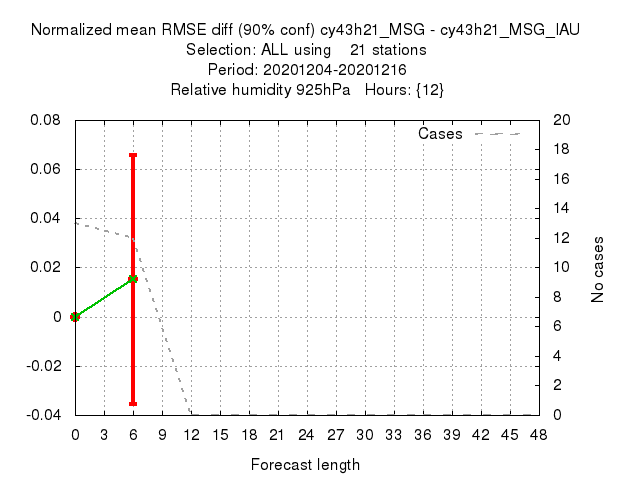 Normalized mean RMSE diff (90% conf) cy43h21_MSG - cy43h21_MSG_IAU
Selection: ALL using    21 stations
Period: 20201204-20201216
Relative humidity 925hPa   Hours: {12}
0.08
0.06
0.04
0.02
0
-0.02
-0.04
Cases
20
18
16
14
12
10
8
6
4
2
0
No cases
0 3 6 9 12 15 18 21 24 27 30 33 36 39 42 45 48
Forecast length